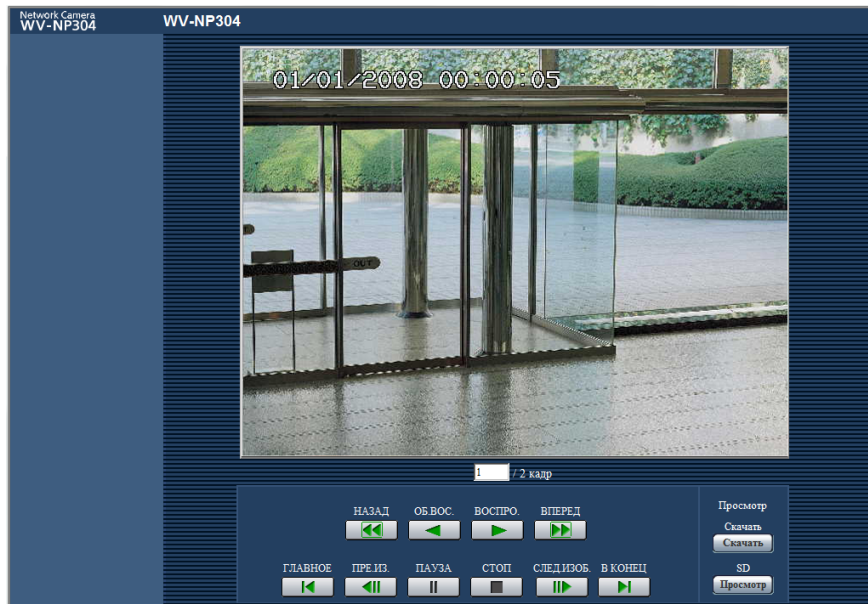 Network Camera
WV-NP304
WV-NP304
01/01/2008 00:00:05
OUT
1 / 2 кадр
НАЗАД ОБ.ВОС. ВОСПРО. ВПЕРЕД
ГЛАВНОЕ ПРЕ.ИЗ. ПАУЗА СТОП СЛЕД.ИЗОБ. В КОНЕЦ
Просмотр
Скачать
Скачать
SD
Просмотр